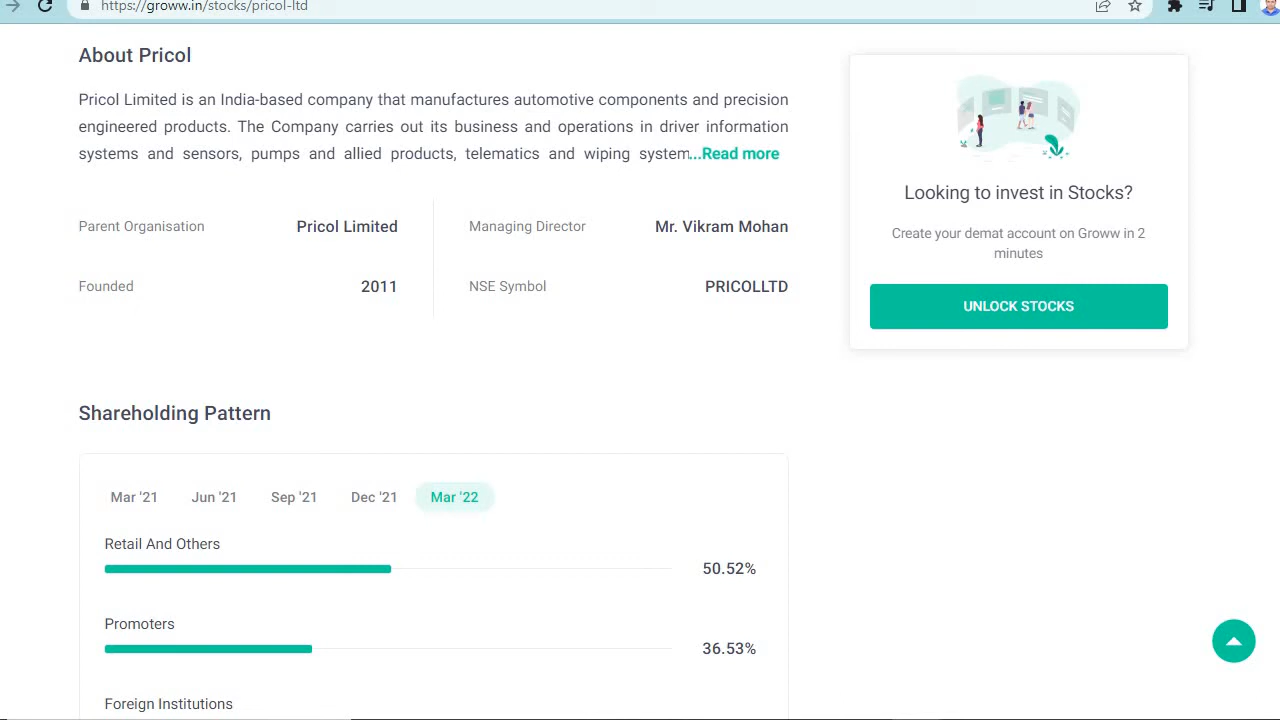 https://groww.in/stocks/pricol-ltd
About Pricol
Pricol Limited is an India-based company that manufactures automotive components and precision
engineered products. The Company carries out its business and operations in driver information
systems and sensors, pumps and allied products, telematics and wiping system...Read more
Parent Organisation Pricol Limited
Managing Director Mr. Vikram Mohan
Founded 2011
NSE Symbol PRICOLLTD
Looking to invest in Stocks?
Create your demat account on Groww in 2
minutes
UNLOCK STOCKS
Shareholding Pattern
Mar '21 Jun '21 Sep '21 Dec '21 Mar '22
Retail And Others
50.52%
Promoters
36.53%
Foreign Institutions